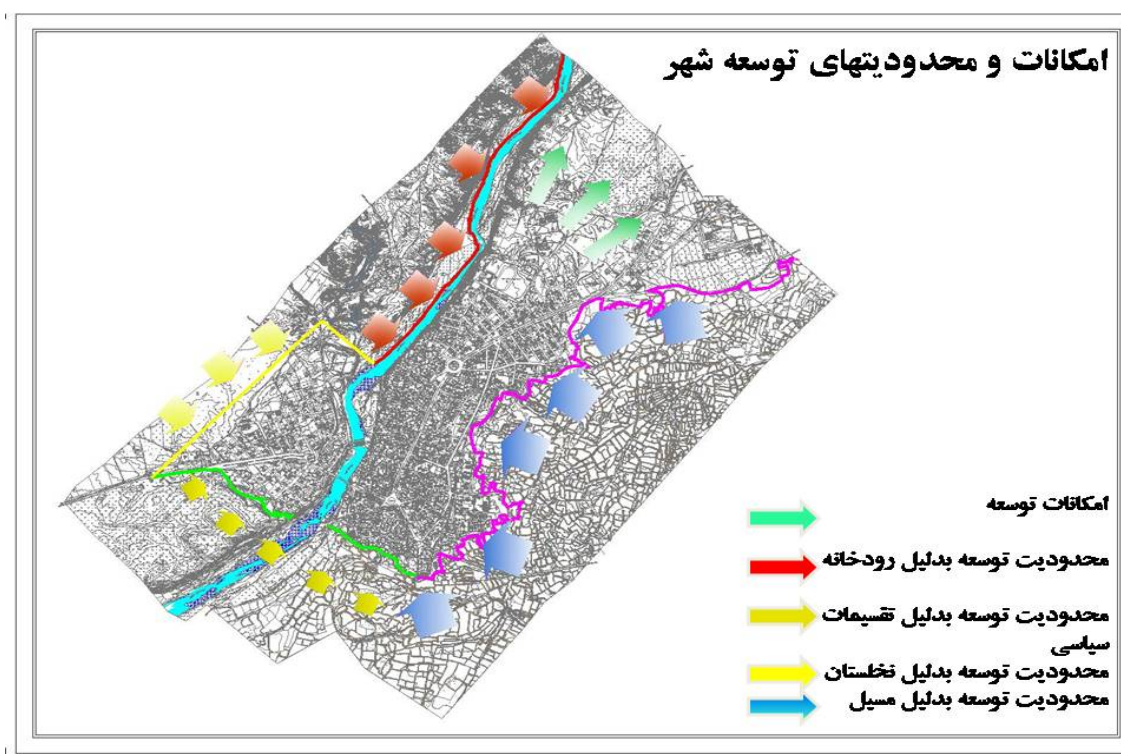 امکانات و محدودیتهای توسعه شهر
امکانات توسعه
محدودیت توسعه بدلیل رودخانه
محدودیت توسعه بدلیل تقسیمات
سیاسی
محدودیت توسعه بدلیل نخلستان
محدودیت توسعه بدلیل مسیل